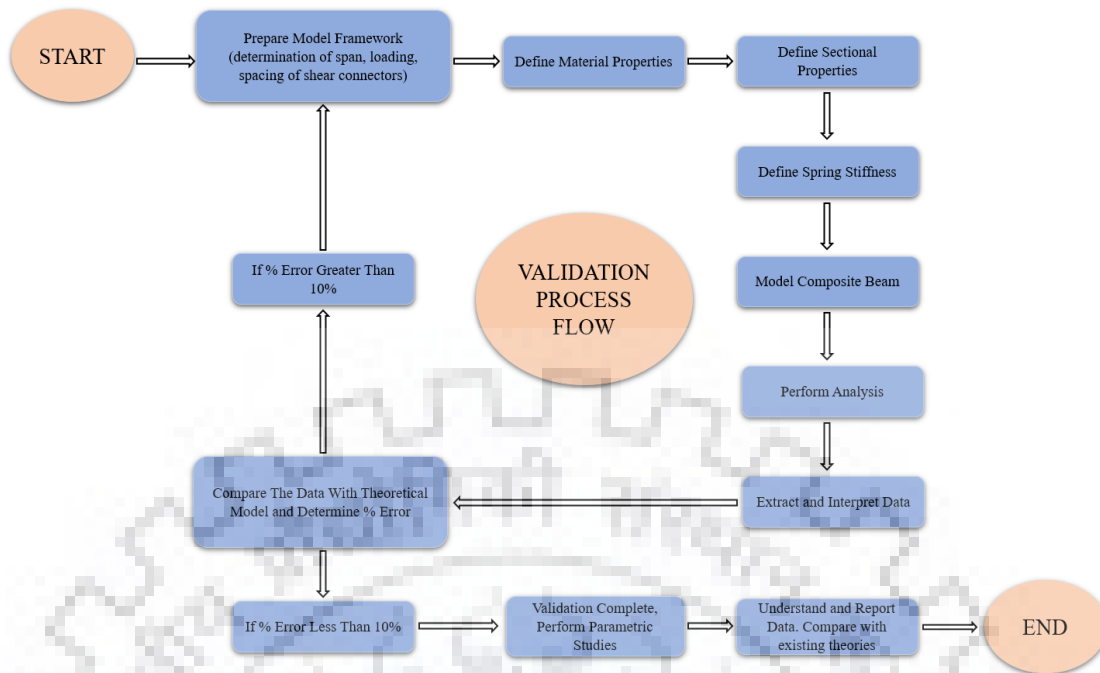 START
Prepare Model Framework
(determination of span, loading,
spacing of shear connectors)
Define Material Properties
Define Sectional
Properties
Define Spring Stiffness
If % Error Greater Than
10%
VALIDATION
PROCESS
FLOW
Model Composite Beam
Perform Analysis
Compare The Data With Theoretical
Model and Determine % Error
Extract and Interpret Data
If % Error Less Than 10%
Validation Complete,
Perform Parametric
Studies
Understand and Report
Data. Compare with
existing theories
END